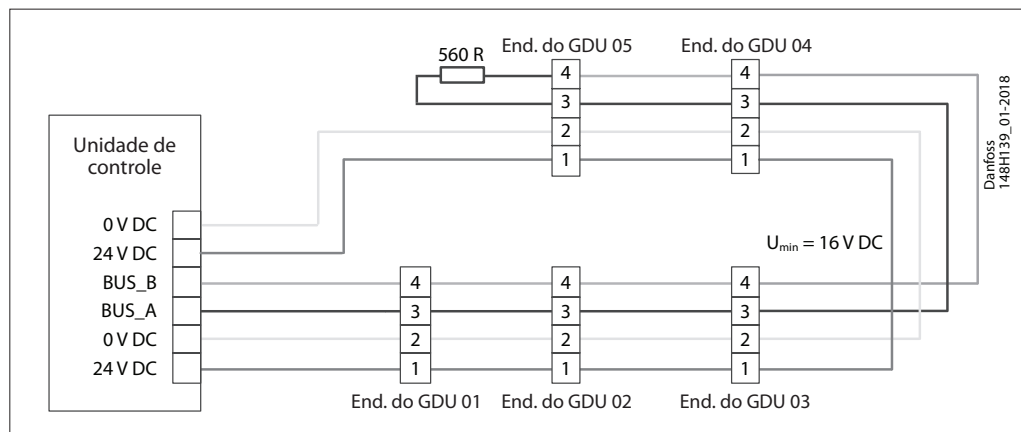 End. do GDU 05
End. do GDU 04
560 R
4
4
3
3
2
2
1
1
Danfoss
148H139_01-2018
Unidade de
controle
0 V DC
24 V DC
BUS_B
BUS_A
0 V DC
24 V DC
Umin = 16 V DC
4
4
4
3
3
3
2
2
2
1
1
1
End. do GDU 01
End. do GDU 02
End. do GDU 03